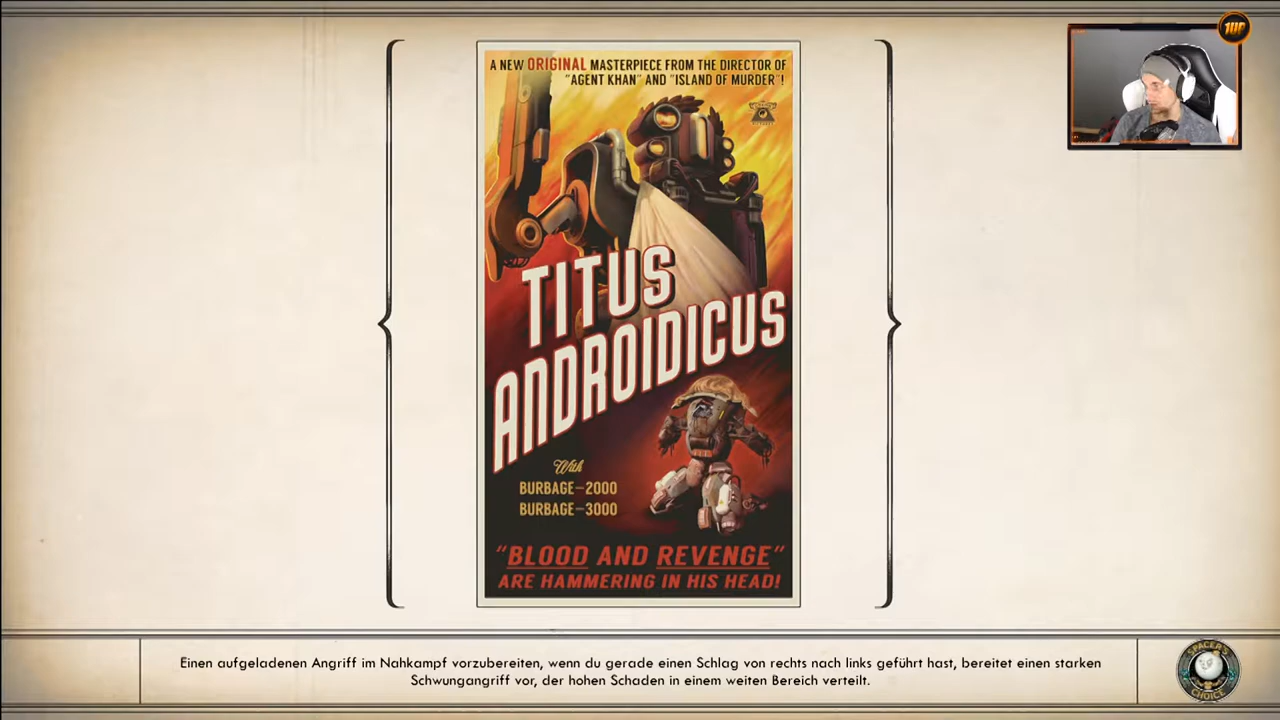 1UP
A NEW ORIGINAL MASTERPIECE FROM THE DIRECTOR OF
"AGENT KHAN" AND "ISLAND OF MURDER"!
TITUS
ANDROIDICUS
With
BURBAGE-2000
BURBAGE-3000
"BLOOD AND REVENGE"
ARE HAMMERING IN HIS HEAD!
Einen aufgeladenen Angriff im Nahkampf vorzubereiten, wenn du gerade einen Schlag von rechts nach links geführt hast, bereitet einen starken
Schwungangriff vor, der hohen Schaden in einem weiten Bereich verteilt.
SPACER'S
CHOICE